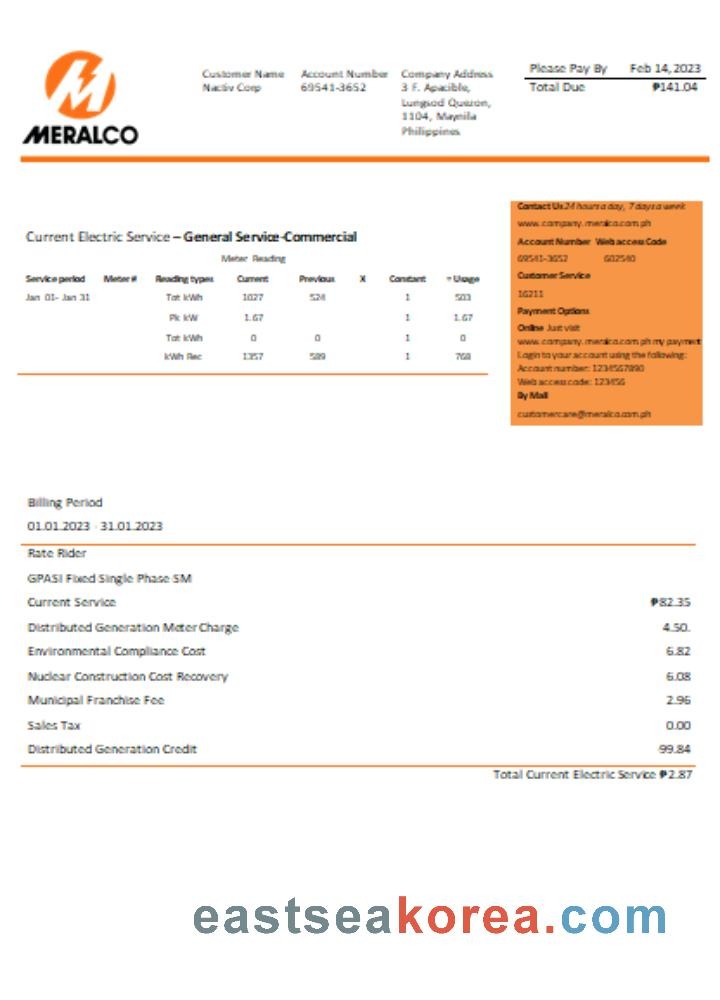 MERALCO
Customer Name
Nactiv Corp
Account Number
69541-3652
Company Address
3 F. Apacible,
Lungsod Quezon,
1104, Maynila
Philippines
Please Pay By Feb 14,2023
Total Due ₱141.04
Current Electric Service – General Service-Commercial
Meter Reading
Service period Meter# Reading types Current Previous X Constant = Usage
Jan 01- Jan 31 Tot kWh 1027 524 1 503
Pk kW 1.67 1 1.67
Tot kWh 0 0 1 0
kWh Rec 1357 589 1 768
Contact Us 24 hours a day, 7 days a week
www.company.meralco.com.ph
Account Number Web access Code
69541-3652 602540
Customer Service
16211
Payment Options
Online Just visit
www.company.meralco.com.ph my payment
Login to your account using the following:
Account number: 1234567890
Web access code: 123456
By Mail
customercare@meralco.com.ph
Billing Period
01.01.2023 - 31.01.2023
Rate Rider
GPASI Fixed Single Phase SM
Current Service ₱82.35
Distributed Generation Meter Charge 4.50.
Environmental Compliance Cost 6.82
Nuclear Construction Cost Recovery 6.08
Municipal Franchise Fee 2.96
Sales Tax 0.00
Distributed Generation Credit 99.84
Total Current Electric Service ₱2.87
eastseakorea.com